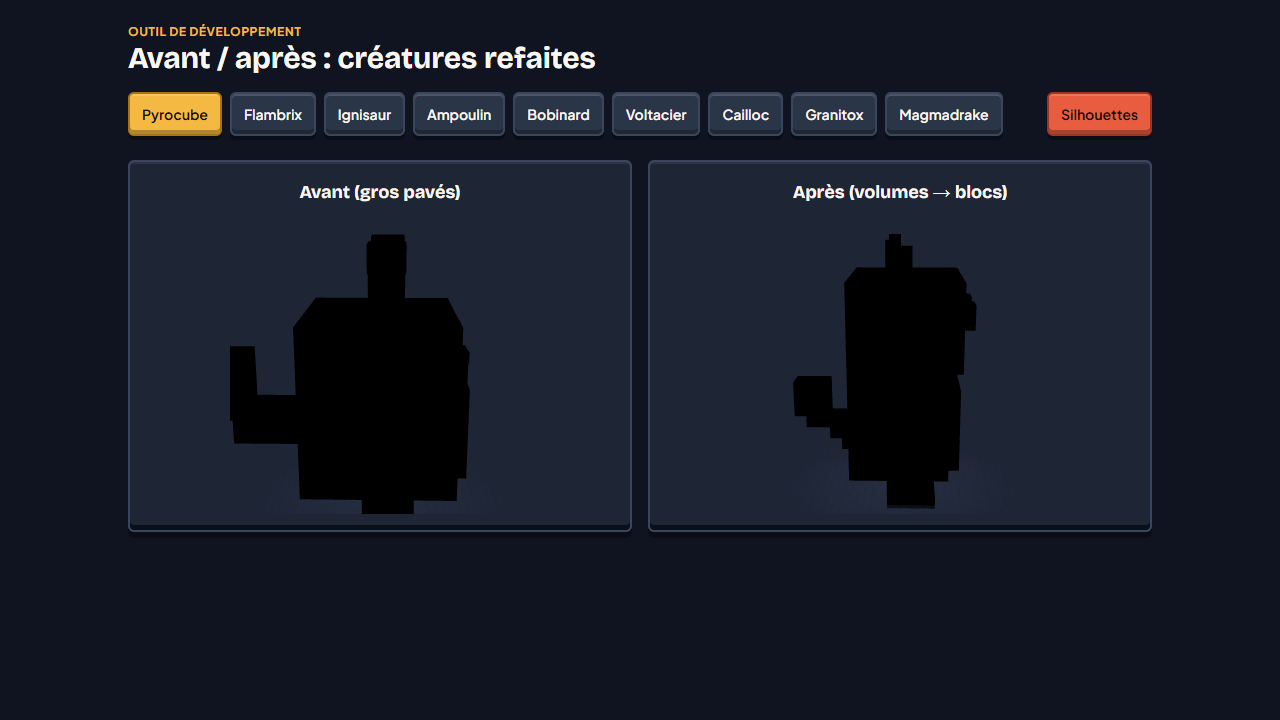 OUTIL DE DÉVELOPPEMENT
Avant / après : créatures refaites
Pyrocube Flambrix Ignisaur Ampoulin Bobinard Voltacier Cailloc Granitox Magmadrake Silhouettes
Avant (gros pavés)
Après (volumes → blocs)